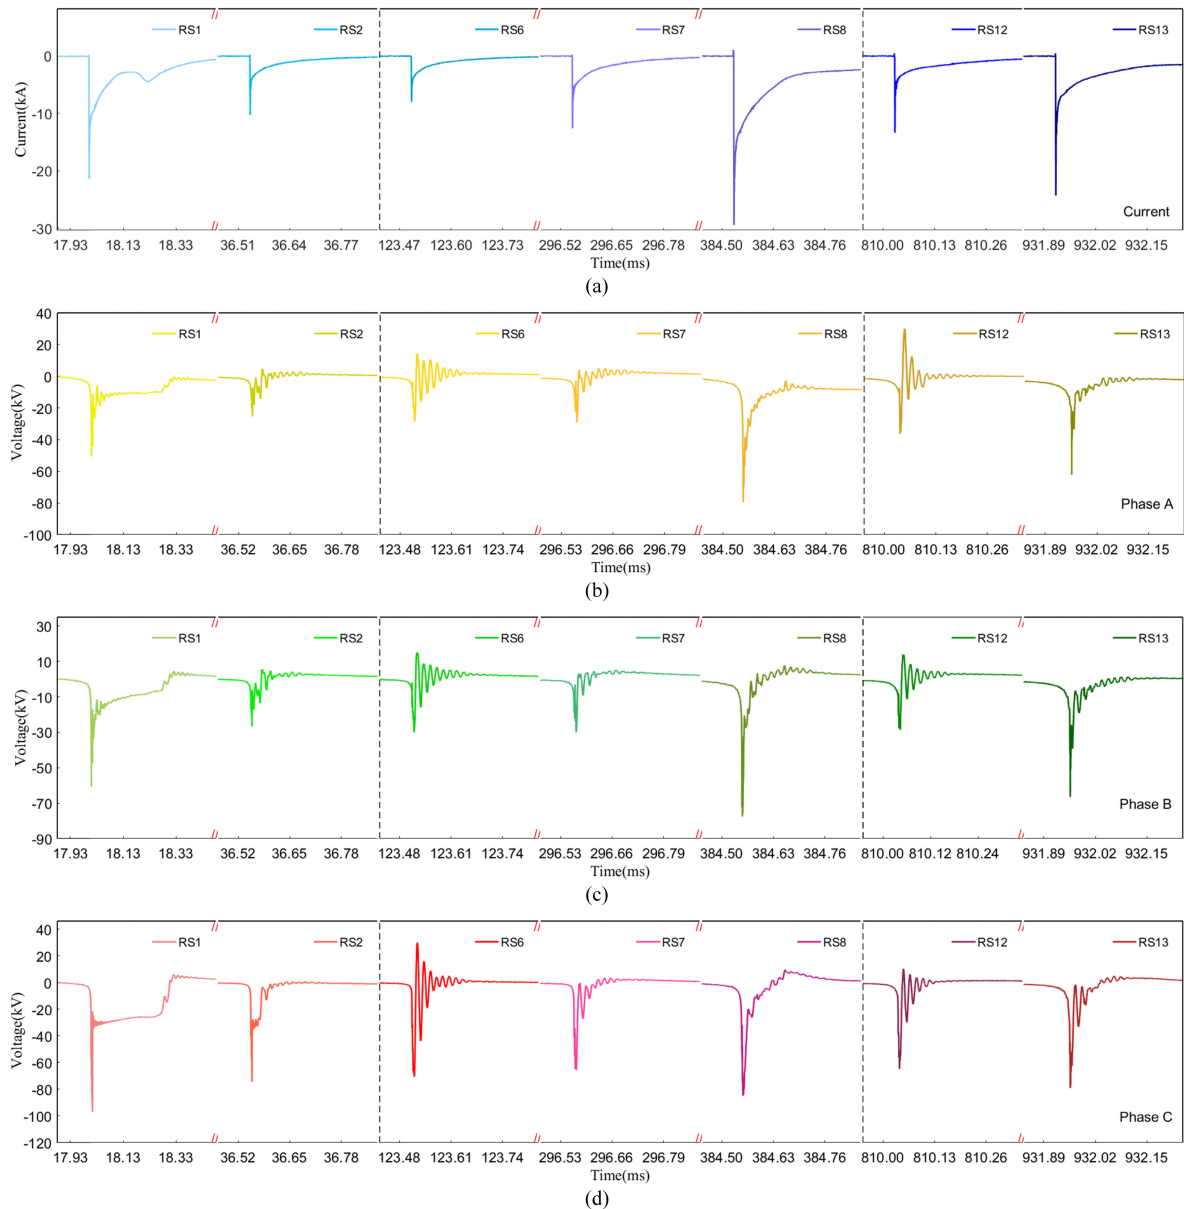 RS1 RS2 RS6 RS7 RS8 RS12 RS13
0
-10
-20
-30
Current(kA)
Current
17.93 18.13 18.33 36.51 36.64 36.77 123.47 123.60 123.73 296.52 296.65 296.78 384.50 384.63 384.76 810.00 810.13 810.26 931.89 932.02 932.15
Time(ms)
(a)
40
20
0
-20
-40
-60
-80
-100
Voltage(kV)
RS1 RS2 RS6 RS7 RS8 RS12 RS13
Phase A
17.93 18.13 18.33 36.52 36.65 36.78 123.48 123.61 123.74 296.53 296.66 296.79 384.50 384.63 384.76 810.00 810.13 810.26 931.89 932.02 932.15
Time(ms)
(b)
30
10
-10
-30
-50
-70
-90
Voltage(kV)
RS1 RS2 RS6 RS7 RS8 RS12 RS13
Phase B
17.93 18.13 18.33 36.52 36.65 36.78 123.48 123.61 123.74 296.53 296.66 296.79 384.50 384.63 384.76 810.00 810.12 810.24 931.89 932.02 932.15
Time(ms)
(c)
40
20
0
-20
-40
-60
-80
-100
-120
Voltage(kV)
RS1 RS2 RS6 RS7 RS8 RS12 RS13
Phase C
17.93 18.13 18.33 36.52 36.65 36.78 123.48 123.61 123.74 296.53 296.66 296.79 384.50 384.63 384.76 810.00 810.13 810.26 931.89 932.02 932.15
Time(ms)
(d)